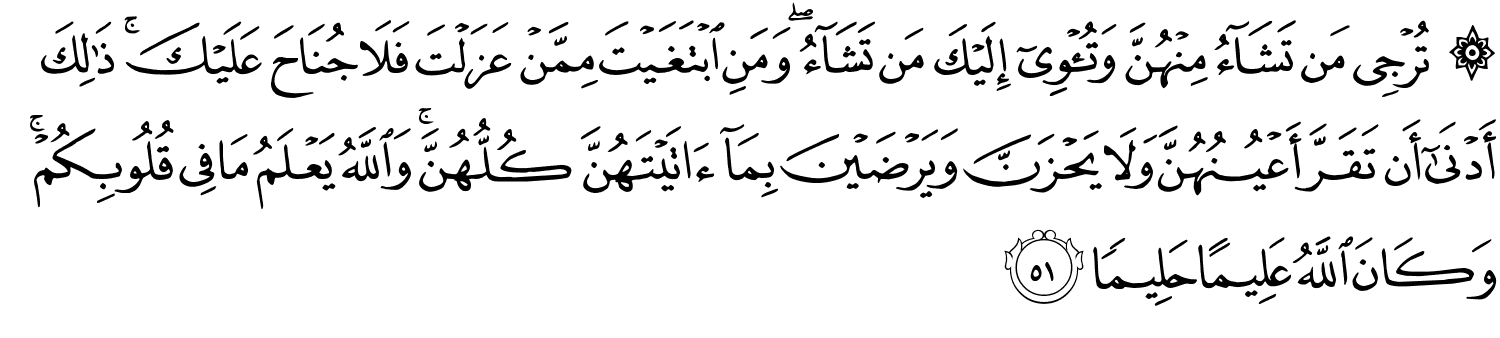 ۞ تُرْجِى مَن تَشَآءُ مِنْهُنَّ وَتُـْٔوِىٓ إِلَيْكَ مَن تَشَآءُ ۖ وَمَنِ ٱبْتَغَيْتَ مِمَّنْ عَزَلْتَ فَلَا جُنَاحَ عَلَيْكَ ۚ ذَٰلِكَ
أَدْنَىٰٓ أَن تَقَرَّ أَعْيُنُهُنَّ وَلَا يَحْزَنَّ وَيَرْضَيْنَ بِمَآ ءَاتَيْتَهُنَّ كُلُّهُنَّ ۚ وَٱللَّهُ يَعْلَمُ مَا فِى قُلُوبِكُمْ ۚ
وَكَانَ ٱللَّهُ عَلِيمًا حَلِيمًا ٥١